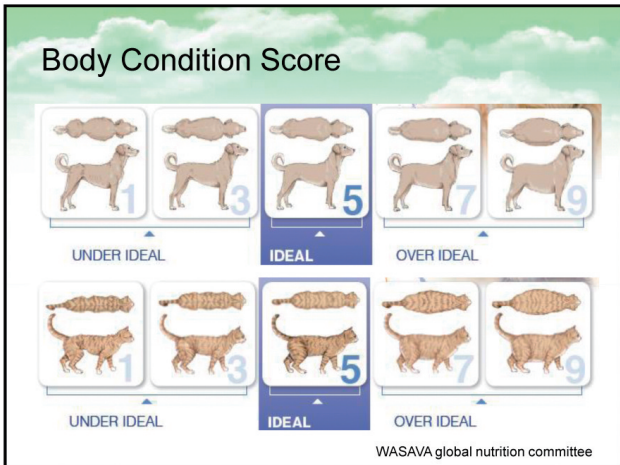 Body Condition Score
1 3 5 7 9
UNDER IDEAL IDEAL OVER IDEAL
1 3 5 7 9
UNDER IDEAL IDEAL OVER IDEAL
WASAVA global nutrition committee